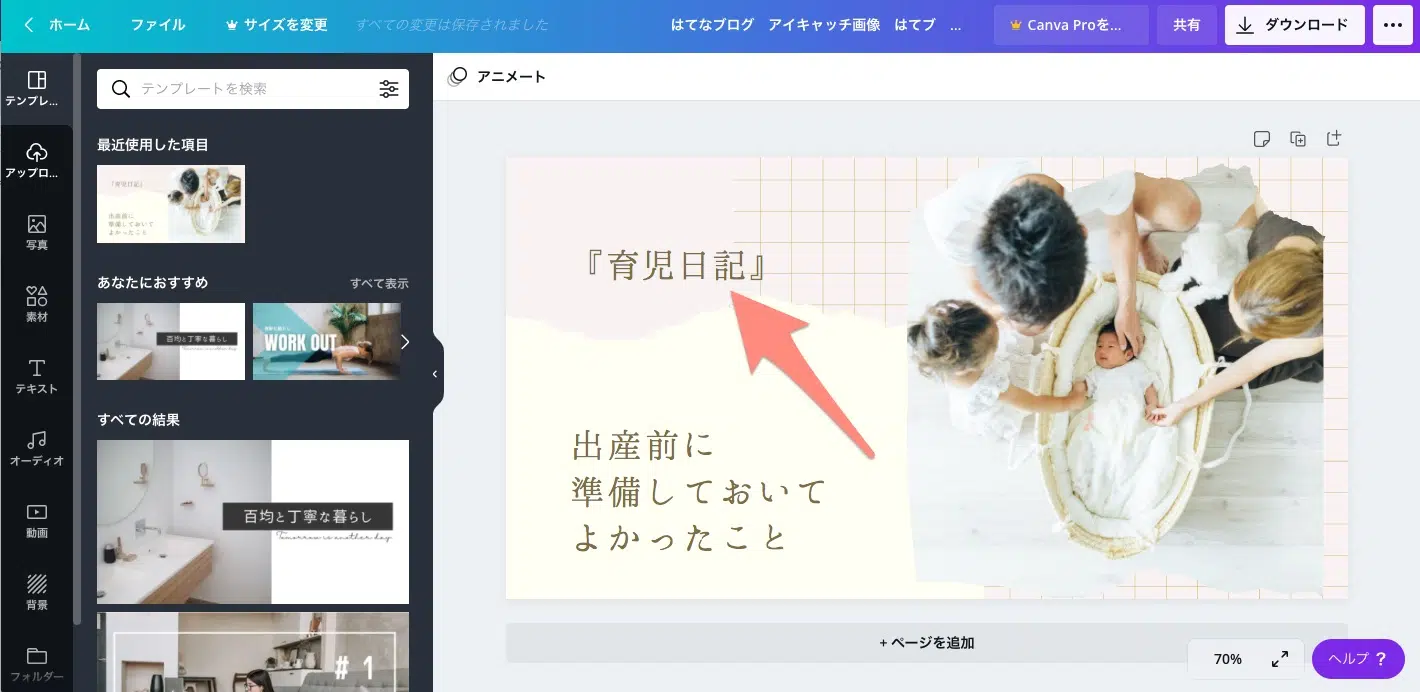 ホーム
ファイル
サイズを変更
すべての変更は保存されました
はてなブログ アイキャッチ画像 はてブ ...
Canva Proを...
共有
ダウンロード
テンプレ...
アップロ...
写真
素材
テキスト
オーディオ
動画
背景
フォルダー
テンプレートを検索
最近使用した項目
『育児日記』
出産前に
準備しておいて
よかったこと
あなたにおすすめ
すべて表示
百均と丁寧な暮らし
WORK OUT
すべての結果
百均と丁寧な暮らし
Tomorrow is another day.
# 1
アニメート
『育児日記』
出産前に
準備しておいて
よかったこと
+ ページを追加
70%
ヘルプ ?